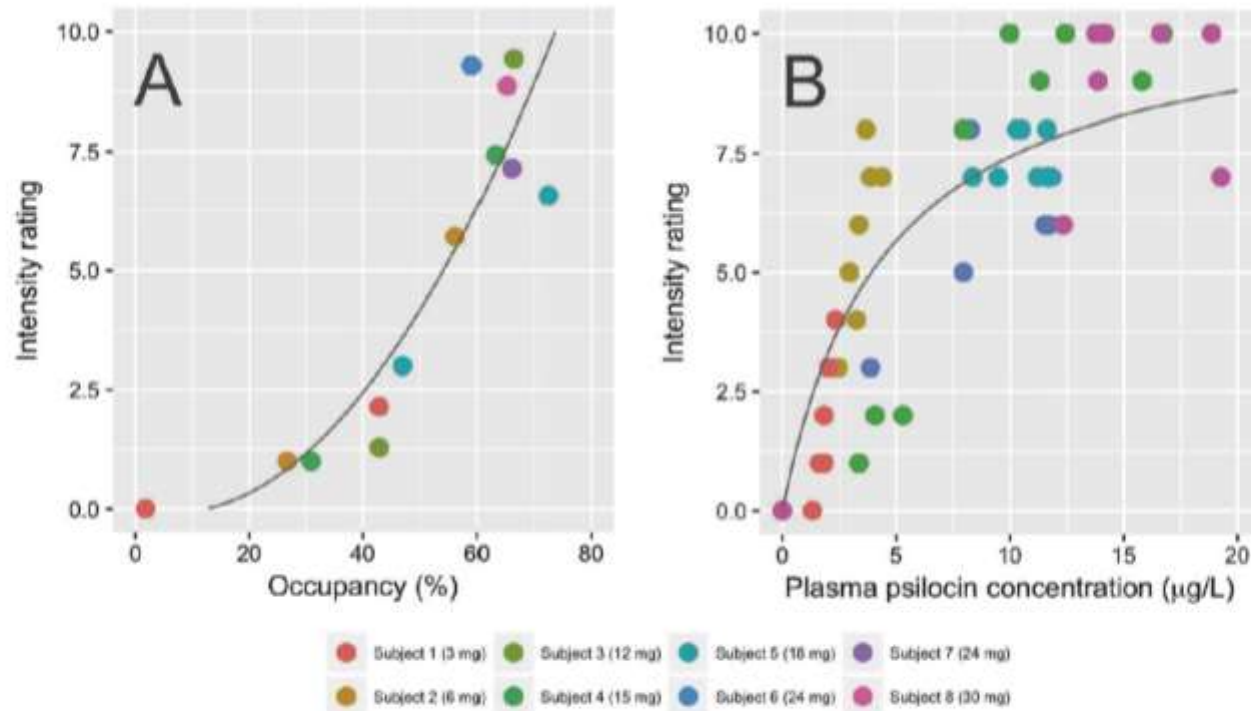 A
B
Intensity rating
10.0
7.5
5.0
2.5
0.0
0 20 40 60 80
Occupancy (%)
Intensity rating
10.0
7.5
5.0
2.5
0.0
0 5 10 15 20
Plasma psilocin concentration (μg/L)
Subject 1 (3 mg) Subject 3 (12 mg) Subject 5 (18 mg) Subject 7 (24 mg)
Subject 2 (6 mg) Subject 4 (15 mg) Subject 6 (24 mg) Subject 8 (30 mg)